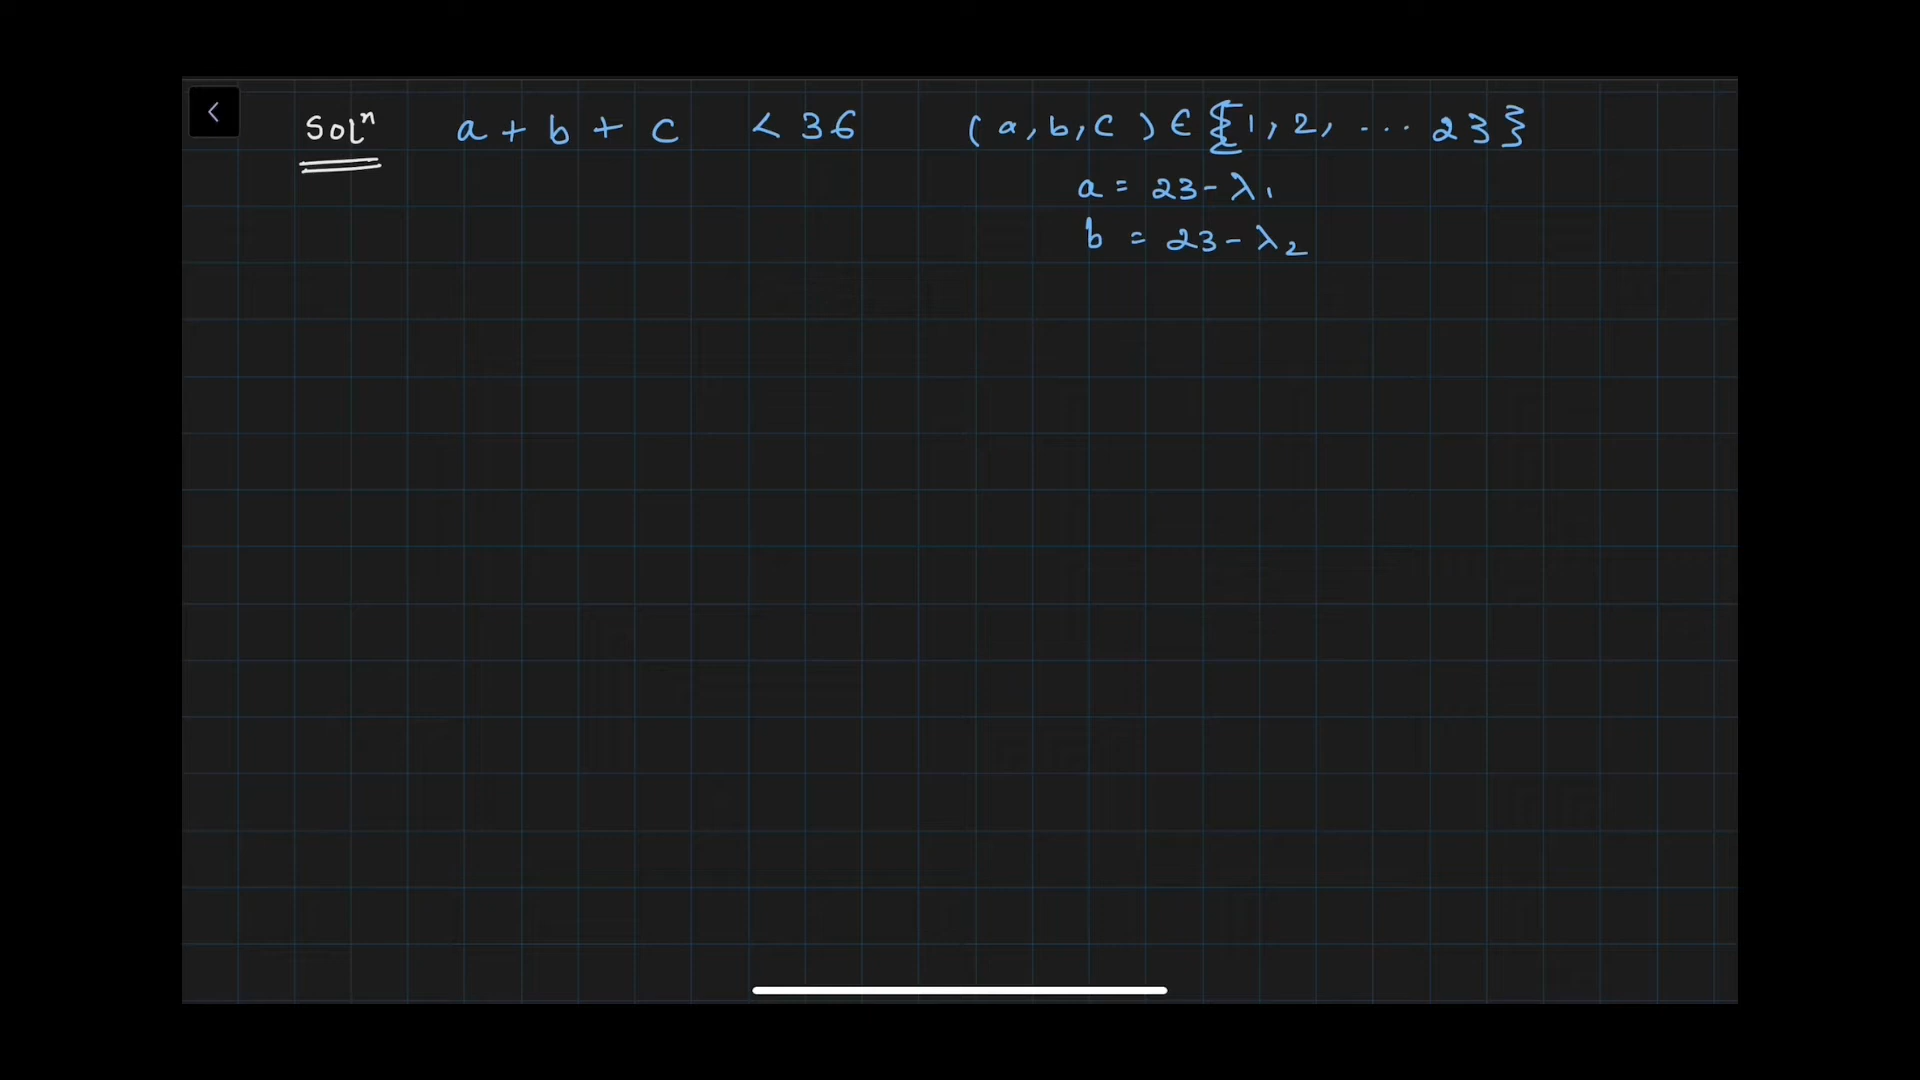 Solⁿ a + b + c < 36 (a, b, c) ∈ {1, 2, ... 23}
a = 23 - λ₁
b = 23 - λ₂